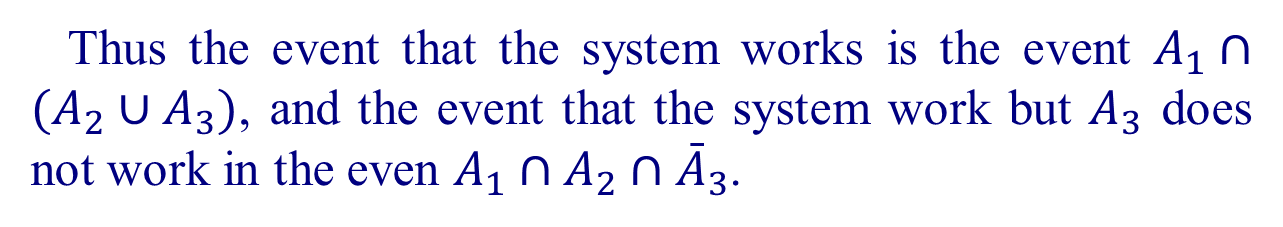 Thus the event that the system works is the event A₁ ∩
(A₂ ∪ A₃), and the event that the system work but A₃ does
not work in the even A₁ ∩ A₂ ∩ Ā₃.